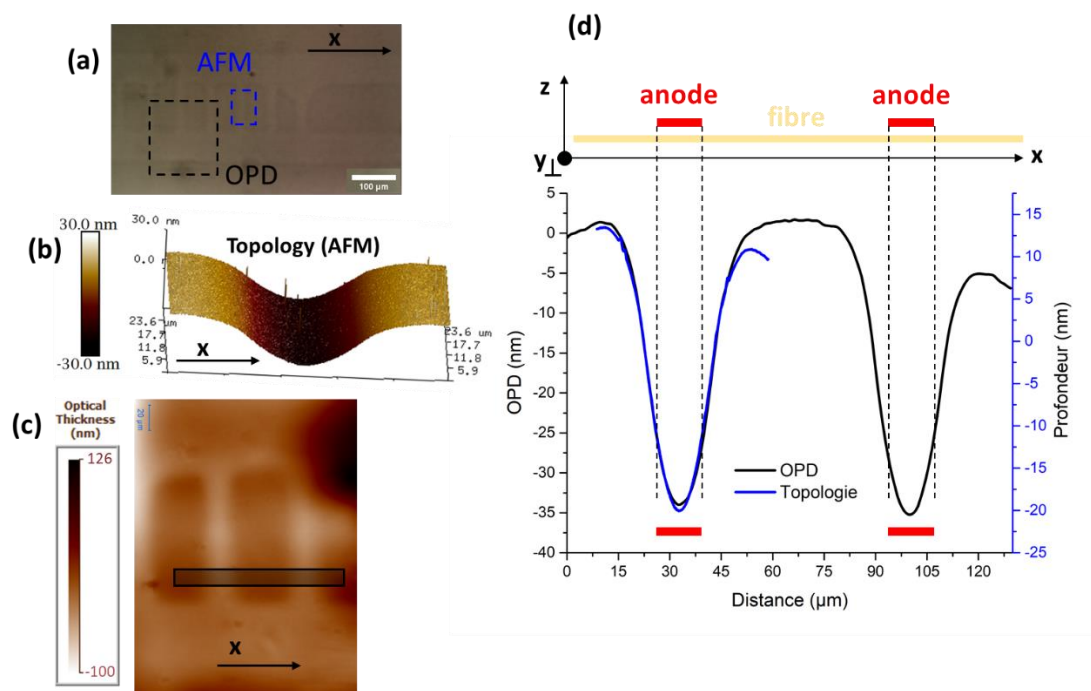 (a)
x
AFM
OPD
100 µm
(b)
30.0 nm
-30.0 nm
30.0 nm
0.0 n
Topology (AFM)
23.6 um
17.7
11.8
5.9
23.6 um
17.7
11.8
5.9
x
(c)
Optical
Thickness
(nm)
126
-100
20 µm
x
(d)
z
anode
anode
fibre
y⊥
x
5
0
-5
-10
-15
-20
-25
-30
-35
-40
OPD (nm)
15
10
5
0
-5
-10
-15
-20
-25
Profondeur (nm)
OPD
Topologie
0 15 30 45 60 75 90 105 120
Distance (µm)